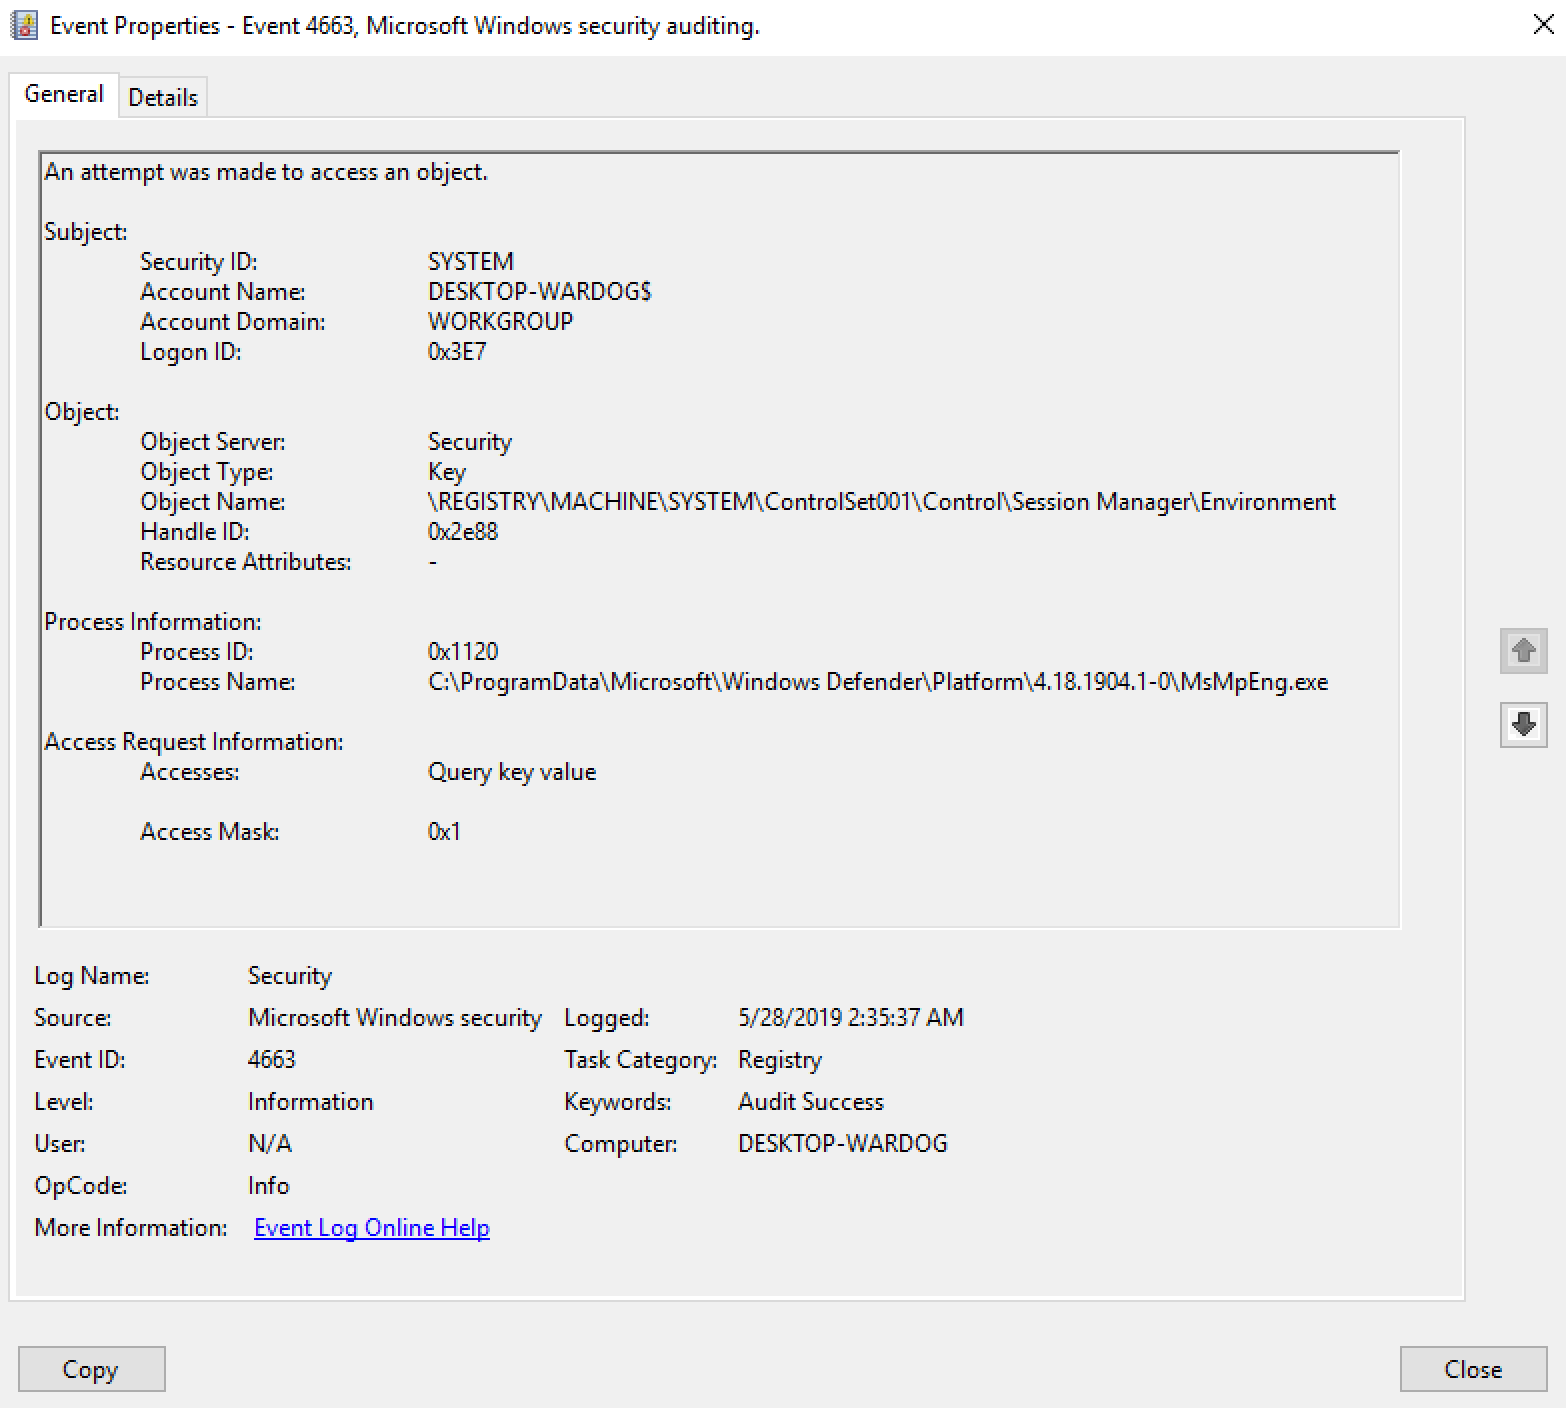 Event Properties - Event 4663, Microsoft Windows security auditing.
General Details
An attempt was made to access an object.
Subject:
Security ID: SYSTEM
Account Name: DESKTOP-WARDOG$
Account Domain: WORKGROUP
Logon ID: 0x3E7
Object:
Object Server: Security
Object Type: Key
Object Name: \REGISTRY\MACHINE\SYSTEM\ControlSet001\Control\Session Manager\Environment
Handle ID: 0x2e88
Resource Attributes: -
Process Information:
Process ID: 0x1120
Process Name: C:\ProgramData\Microsoft\Windows Defender\Platform\4.18.1904.1-0\MsMpEng.exe
Access Request Information:
Accesses: Query key value
Access Mask: 0x1
Log Name: Security
Source: Microsoft Windows security Logged: 5/28/2019 2:35:37 AM
Event ID: 4663 Task Category: Registry
Level: Information Keywords: Audit Success
User: N/A Computer: DESKTOP-WARDOG
OpCode: Info
More Information: Event Log Online Help
Copy Close